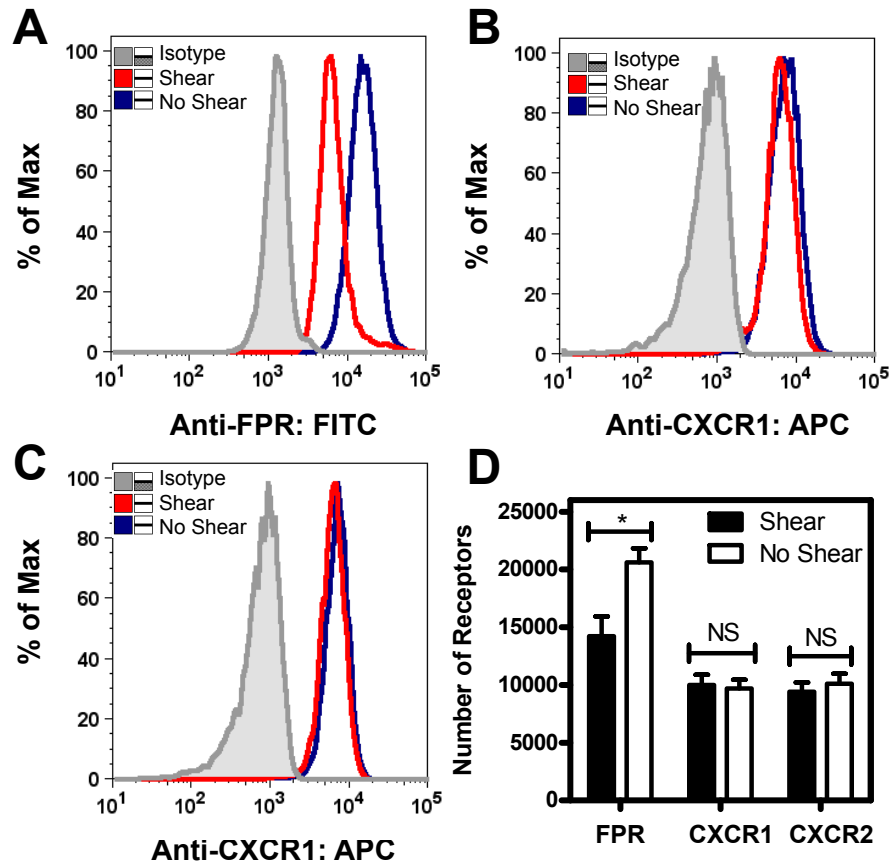 A
100
80
60
40
20
0
% of Max
Isotype
Shear
No Shear
10^1 10^2 10^3 10^4 10^5
Anti-FPR: FITC
B
100
80
60
40
20
0
% of Max
Isotype
Shear
No Shear
10^1 10^2 10^3 10^4 10^5
Anti-CXCR1: APC
C
100
80
60
40
20
0
% of Max
Isotype
Shear
No Shear
10^1 10^2 10^3 10^4 10^5
Anti-CXCR1: APC
D
25000
20000
15000
10000
5000
0
Number of Receptors
Shear
No Shear
*
NS
NS
FPR CXCR1 CXCR2